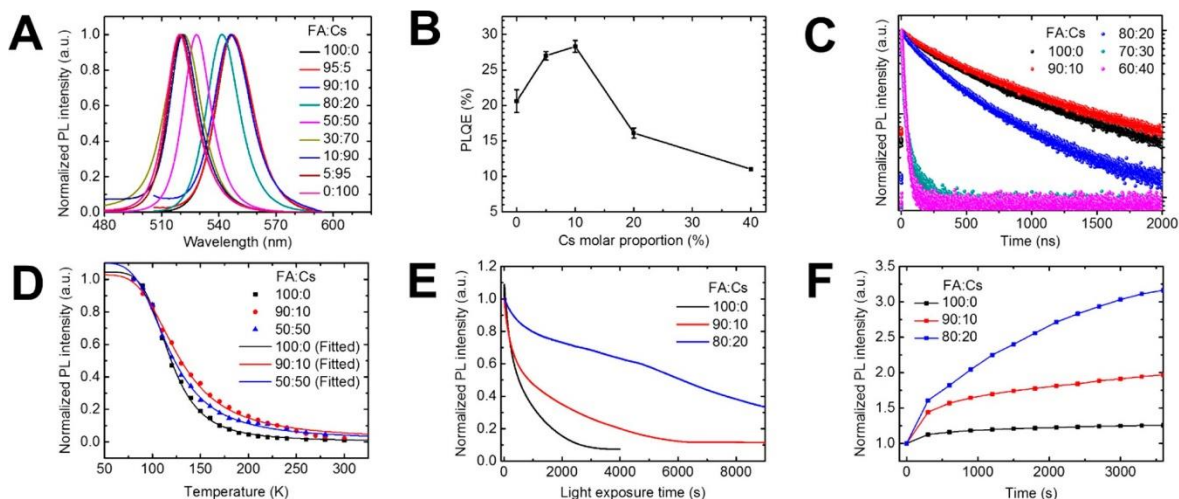 A
Normalized PL intensity (a.u.)
1.0
0.8
0.6
0.4
0.2
0.0
480 510 540 570 600
Wavelength (nm)
FA:Cs
100:0
95:5
90:10
80:20
50:50
30:70
10:90
5:95
0:100
B
PLQE (%)
35
30
25
20
15
10
5
0
0 10 20 30 40
Cs molar proportion (%)
C
Normalized PL intensity (a.u.)
FA:Cs
100:0
90:10
80:20
70:30
60:40
0 500 1000 1500 2000
Time (ns)
D
Normalized PL intensity (a.u.)
1.0
0.8
0.6
0.4
0.2
0.0
50 100 150 200 250 300
Temperature (K)
FA:Cs
100:0
90:10
50:50
100:0 (Fitted)
90:10 (Fitted)
50:50 (Fitted)
E
Normalized PL intensity (a.u.)
1.2
1.0
0.8
0.6
0.4
0.2
0.0
0 2000 4000 6000 8000
Light exposure time (s)
FA:Cs
100:0
90:10
80:20
F
Normalized PL intensity (a.u.)
3.5
3.0
2.5
2.0
1.5
1.0
0.5
0 1000 2000 3000
Time (s)
FA:Cs
100:0
90:10
80:20